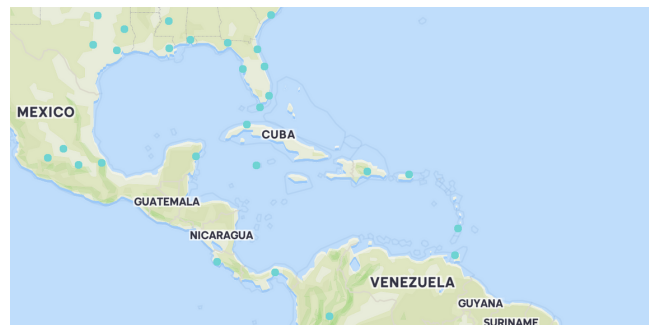 MEXICO
CUBA
GUATEMALA
NICARAGUA
VENEZUELA
GUYANA
SURINAME